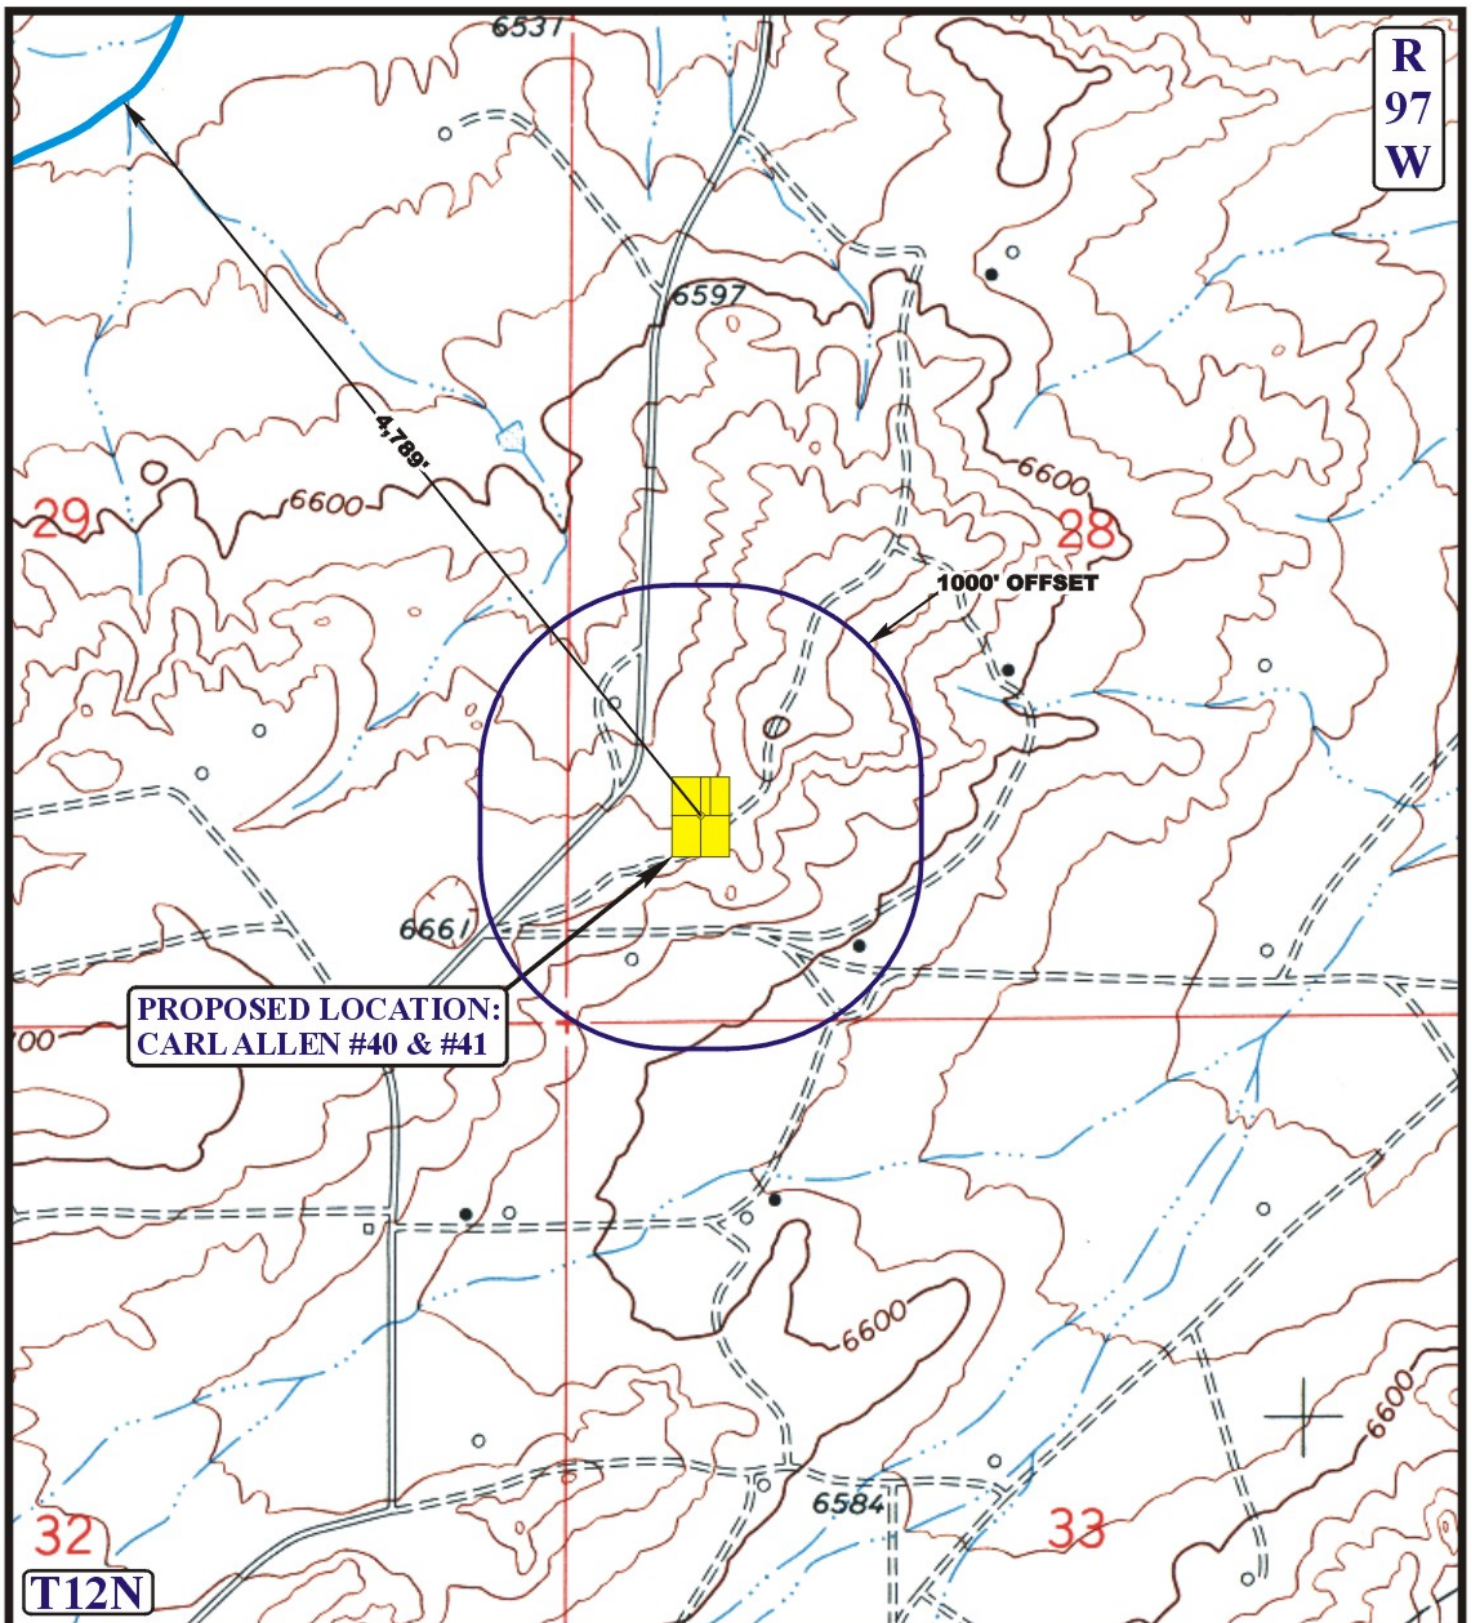 6537
R
97
W
6597
4,789'
6600
29
6600
28
1000' OFFSET
6661
PROPOSED LOCATION:
CARL ALLEN #40 & #41
00
6600
6600
6584
32
33
T12N